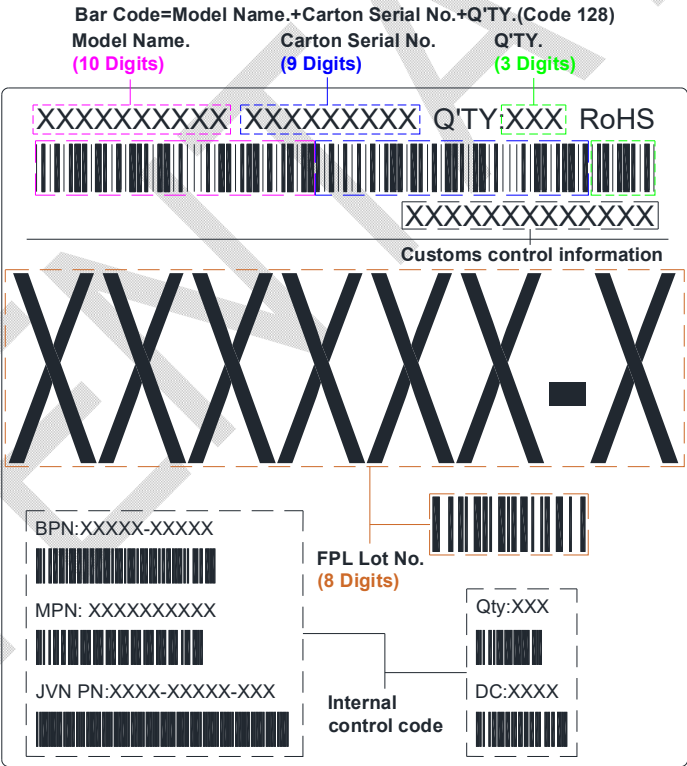 Bar Code=Model Name.+Carton Serial No.+Q'TY.(Code 128)
Model Name. Carton Serial No. Q'TY.
(10 Digits) (9 Digits) (3 Digits)
XXXXXXXXXX XXXXXXXXX Q'TY:XXX RoHS
XXXXXXXXXXXXX
Customs control information
XXXXXX-X
FPL Lot No.
(8 Digits)
BPN:XXXXX-XXXXX
MPN: XXXXXXXXXX
JVN PN:XXXX-XXXXX-XXX
Internal
control code
Qty:XXX
DC:XXXX